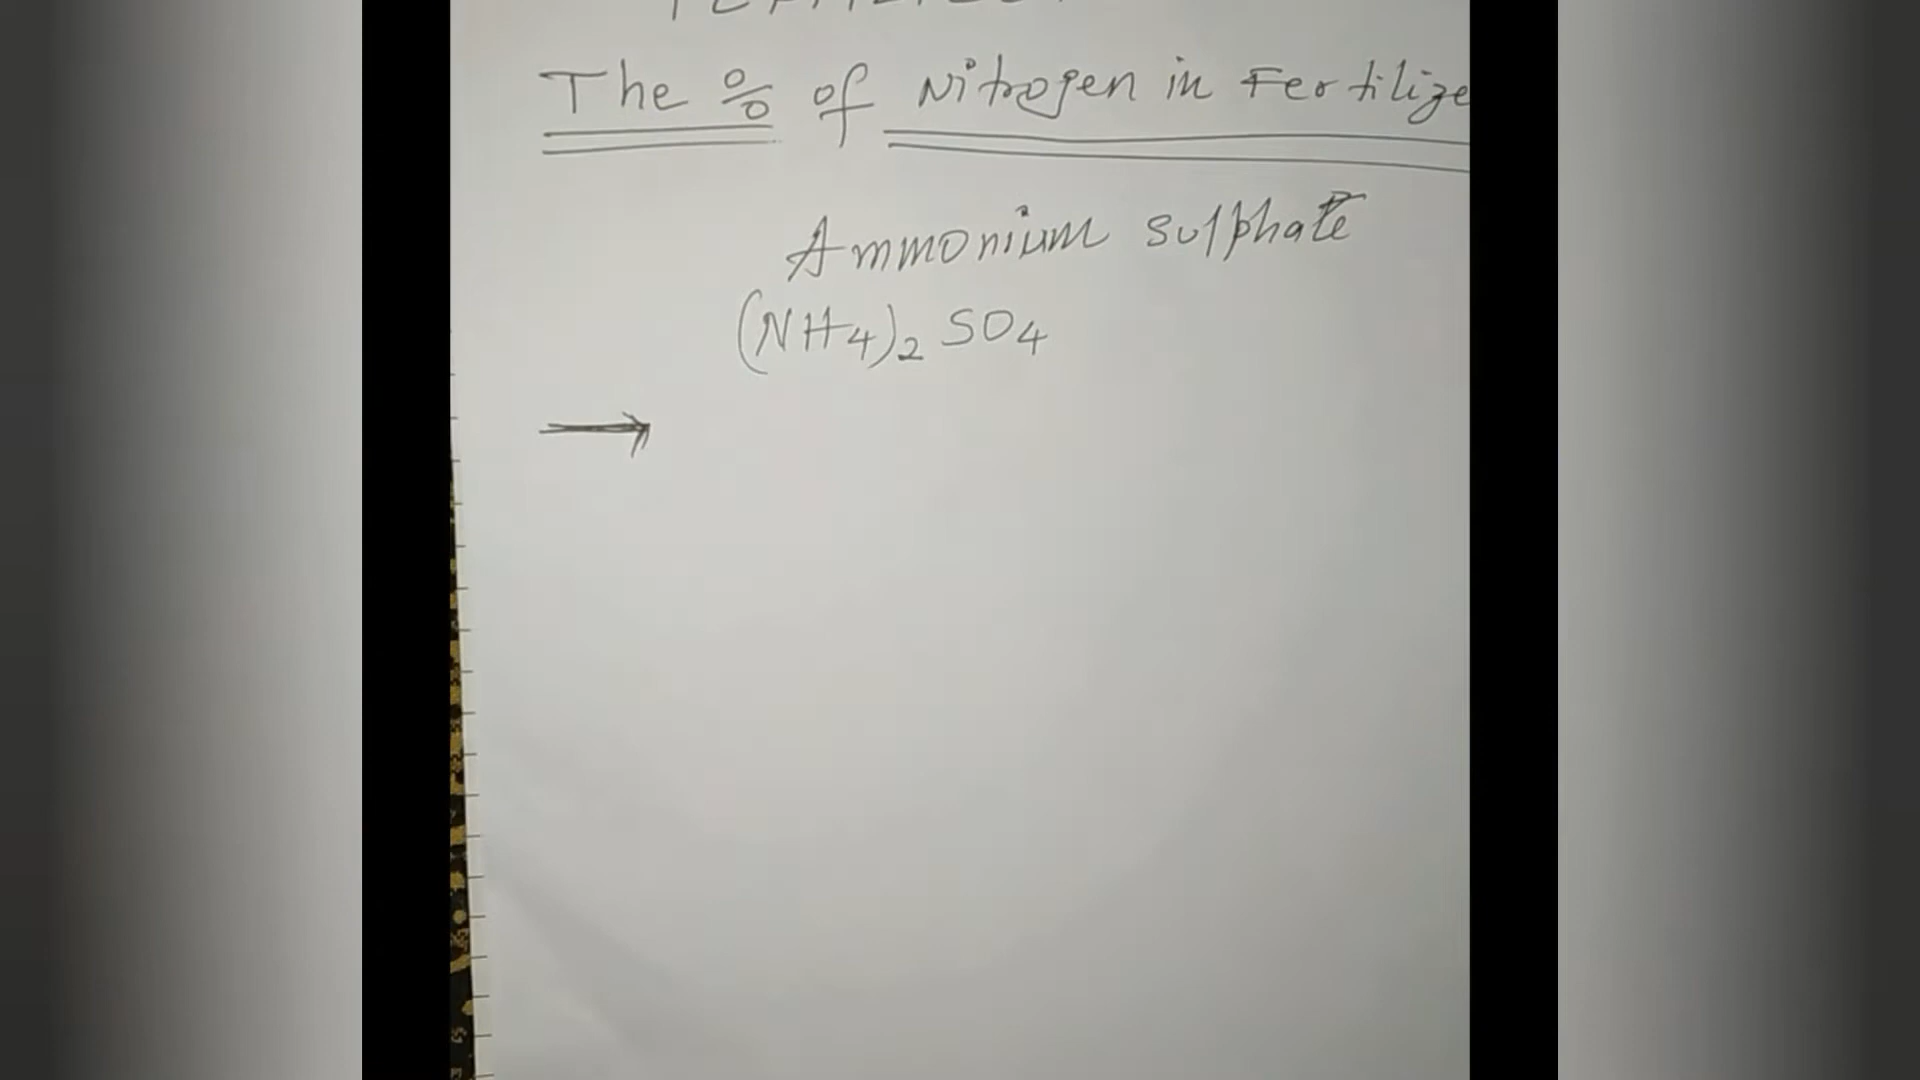 The % of Nitrogen in Fertilize
Ammonium sulphate
(NH4)2 SO4
→